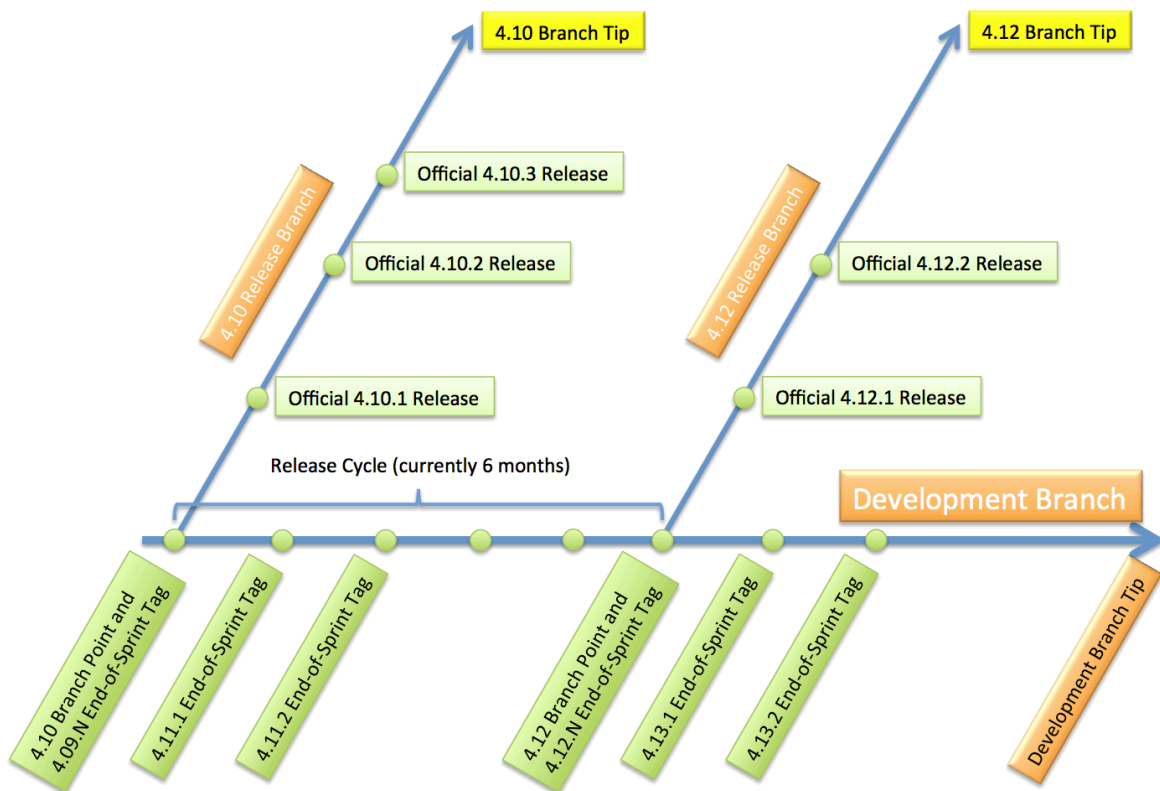 4.10 Branch Tip
4.12 Branch Tip
Official 4.10.3 Release
4.10 Release Branch
Official 4.10.2 Release
4.12 Release Branch
Official 4.12.2 Release
Official 4.10.1 Release
Official 4.12.1 Release
Release Cycle (currently 6 months)
Development Branch
4.10 Branch Point and
4.09.N End-of-Sprint Tag
4.11.1 End-of-Sprint Tag
4.11.2 End-of-Sprint Tag
4.12 Branch Point and
4.12.N End-of-Sprint Tag
4.13.1 End-of-Sprint Tag
4.13.2 End-of-Sprint Tag
Development Branch Tip